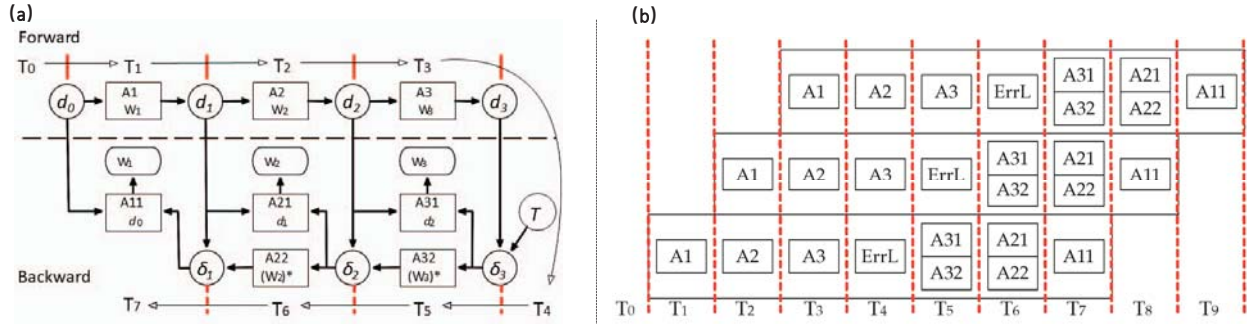 (a)
Forward
T0 T1 T2 T3
d0 A1 W1 d1 A2 W2 d2 A3 W3 d3
W1 W2 W3
A11 d0 A21 d1 A31 d2 T
δ1 A22 (W2)* δ2 A32 (W3)* δ3
Backward
T7 T6 T5 T4
(b)
A1 A2 A3 ErrL A31 A32 A21 A22 A11
A1 A2 A3 ErrL A31 A32 A21 A22 A11
A1 A2 A3 ErrL A31 A32 A21 A22 A11
T0 T1 T2 T3 T4 T5 T6 T7 T8 T9